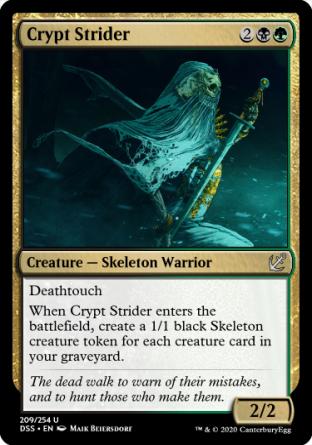 Crypt Strider 2
Creature — Skeleton Warrior
Deathtouch
When Crypt Strider enters the
battlefield, create a 1/1 black Skeleton
creature token for each creature card in
your graveyard.
The dead walk to warn of their mistakes,
and to hunt those who make them.
2/2
209/254 U
DSS • EN Maik Beiersdorf
™ & © 2020 CanterburyEgg